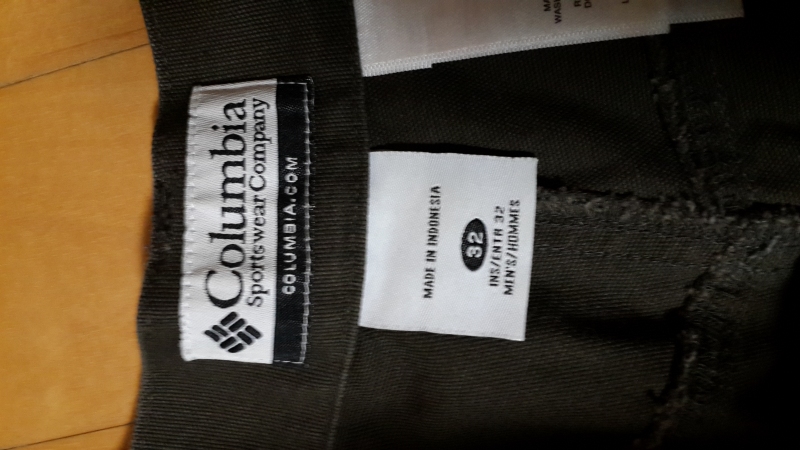 Columbia
Sportswear Company
COLUMBIA.COM
MADE IN INDONESIA
32
INS/ENTR 32
MEN'S/HOMMES